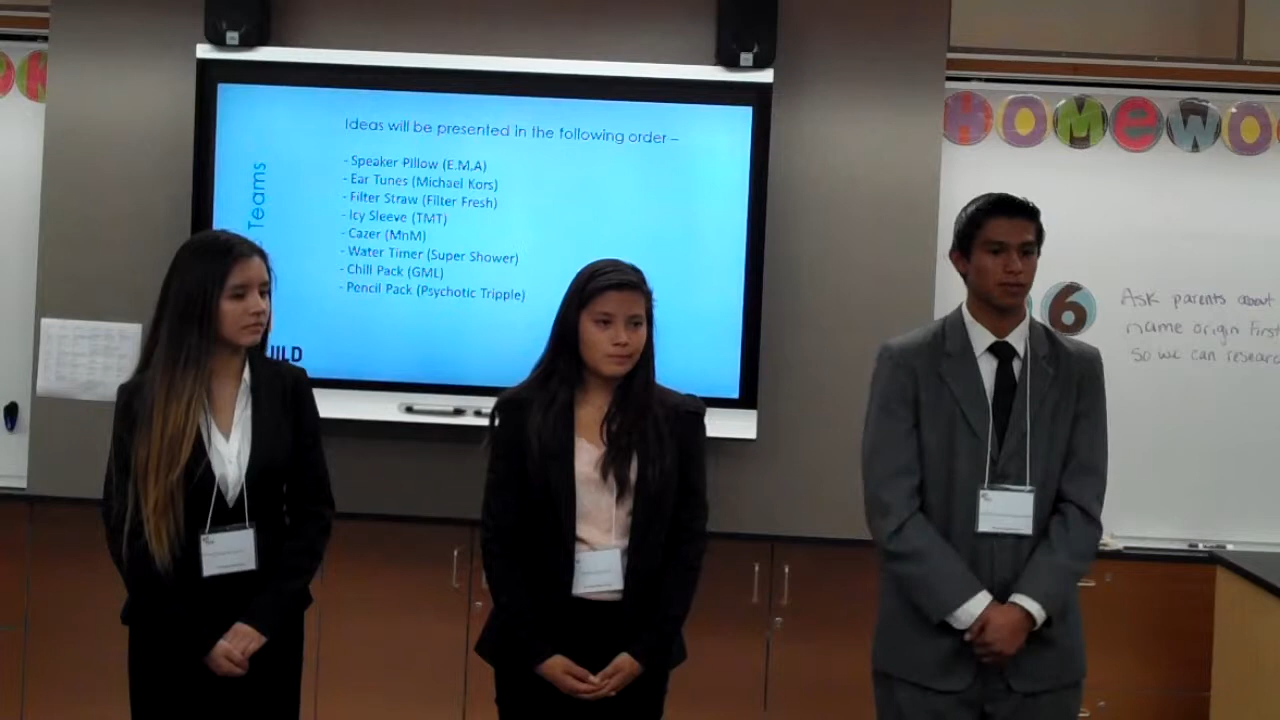 Ideas will be presented in the following order –
- Speaker Pillow (E.M.A)
- Ear Tunes (Michael Kors)
- Filter Straw (Filter Fresh)
- Icy Sleeve (TMT)
- Cazer (MnM)
- Water Timer (Super Shower)
- Chill Pack (GML)
- Pencil Pack (Psychotic Tripple)
Teams
UILD
HOMEWO
6
Ask parents about
name origin First
so we can researc